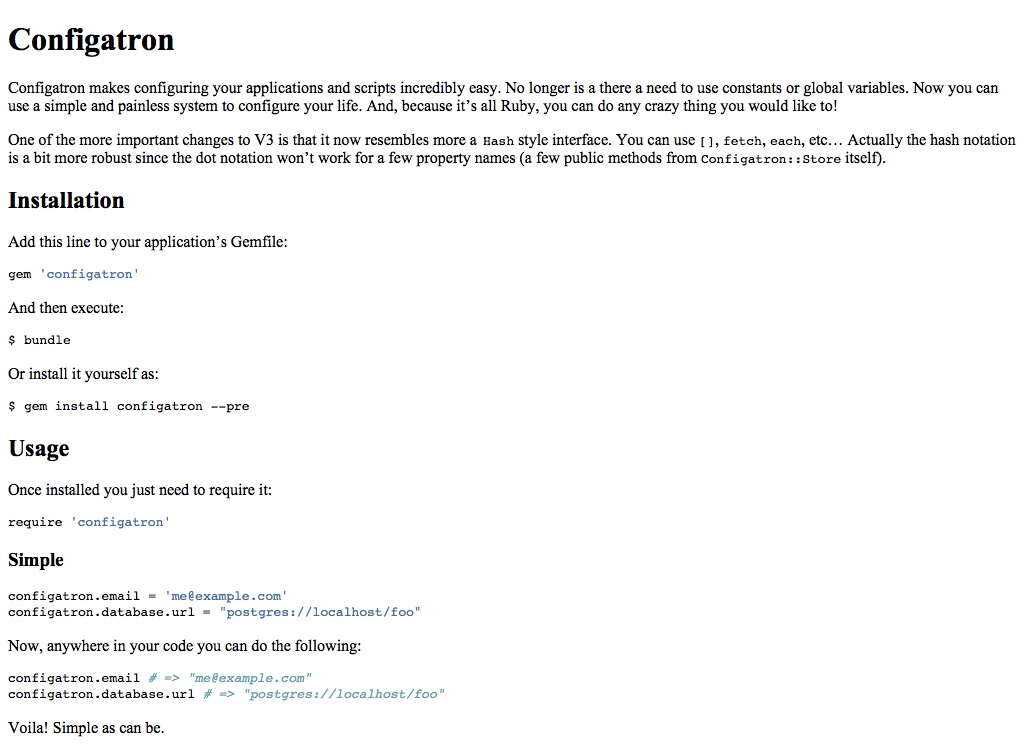 Configatron
Configatron makes configuring your applications and scripts incredibly easy. No longer is a there a need to use constants or global variables. Now you can
use a simple and painless system to configure your life. And, because it’s all Ruby, you can do any crazy thing you would like to!
One of the more important changes to V3 is that it now resembles more a Hash style interface. You can use [], fetch, each, etc… Actually the hash notation
is a bit more robust since the dot notation won’t work for a few property names (a few public methods from Configatron::Store itself).
Installation
Add this line to your application’s Gemfile:
gem 'configatron'
And then execute:
$ bundle
Or install it yourself as:
$ gem install configatron --pre
Usage
Once installed you just need to require it:
require 'configatron'
Simple
configatron.email = 'me@example.com'
configatron.database.url = "postgres://localhost/foo"
Now, anywhere in your code you can do the following:
configatron.email # => "me@example.com"
configatron.database.url # => "postgres://localhost/foo"
Voila! Simple as can be.